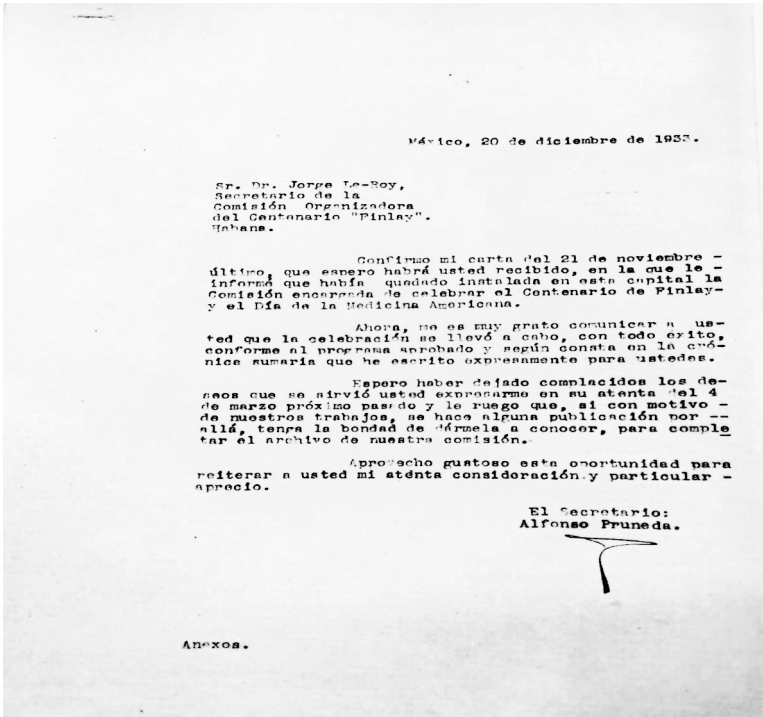 México, 20 de diciembre de 1933.
Sr. Dr. Jorge Le-Roy,
Secretario de la
Comisión Organizadora
del Centenario "Finlay".
Habana.
Confirmo mi carta del 21 de noviembre -
último, que espero habrá usted recibido, en la que le -
informé que había quedado instalada en esta capital la
Comisión encargada de celebrar el Centenario de Finlay-
y el Día de la Medicina Americana.
Ahora, me es muy grato comunicar a us-
ted que la celebración se llevó a cabo, con todo éxito,
conforme al programa aprobado y según consta en la cró-
nica sumaria que he escrito expresamente para ustedes.
Espero haber dejado complacidos los de-
seos que se sirvió usted expresarme en su atenta del 4
de marzo próximo pasado y le ruego que, si con motivo -
de nuestros trabajos, se hace alguna publicación por --
allá, tenga la bondad de dármela a conocer, para comple
tar el archivo de nuestra comisión.
Aprovecho gustoso esta oportunidad para
reiterar a usted mi atenta consideración y particular -
aprecio.
El Secretario:
Alfonso Pruneda.
Anexos.